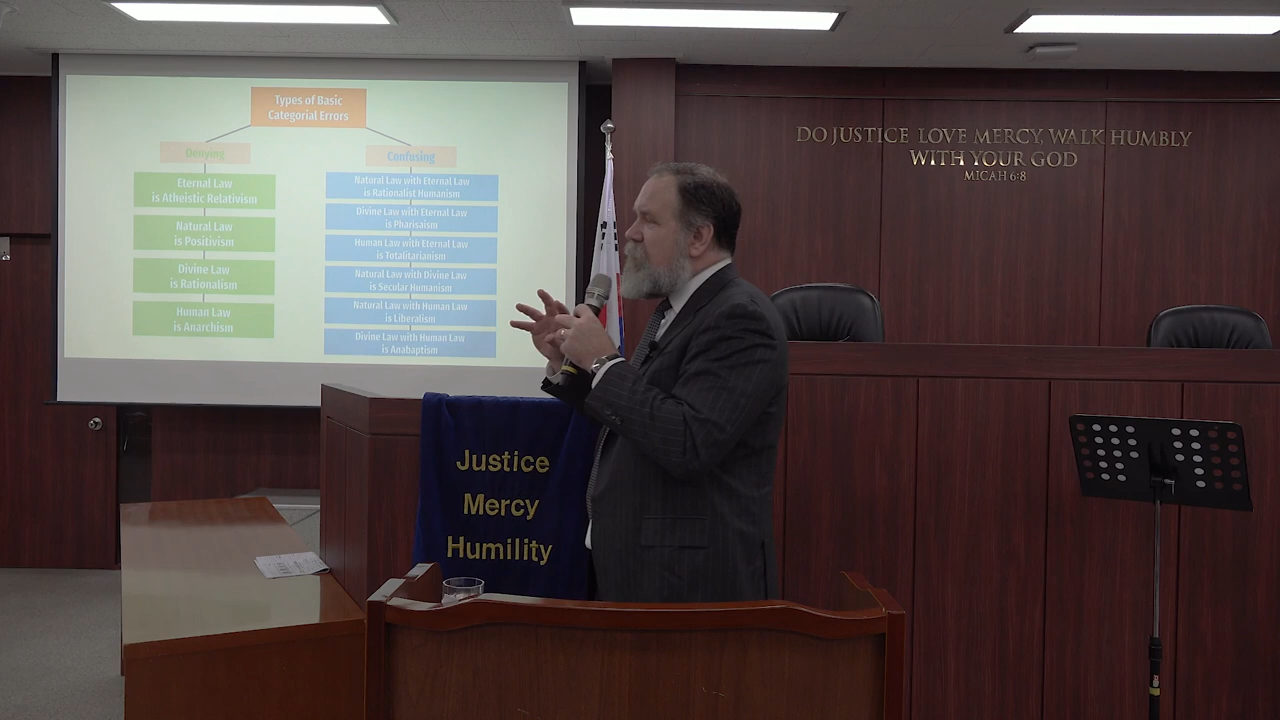 Types of Basic
Categorial Errors
Denying
Eternal Law
is Atheistic Relativism
Natural Law
is Positivism
Divine Law
is Rationalism
Human Law
is Anarchism
Confusing
Natural Law with Eternal Law
is Rationalist Humanism
Divine Law with Eternal Law
is Pharisaism
Human Law with Eternal Law
is Totalitarianism
Natural Law with Divine Law
is Secular Humanism
Natural Law with Human Law
is Liberalism
Divine Law with Human Law
is Anabaptism
DO JUSTICE LOVE MERCY, WALK HUMBLY
WITH YOUR GOD
MICAH 6:8
Justice
Mercy
Humility